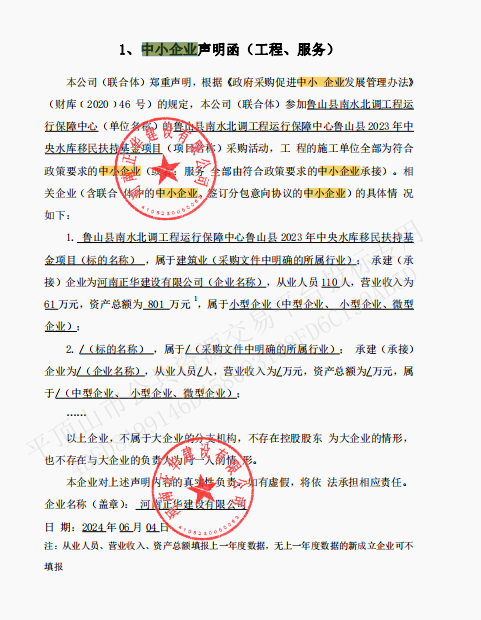 1、中小企业声明函（工程、服务）
本公司（联合体）郑重声明，根据《政府采购促进中小 企业发展管理办法》
（财库﹝2020﹞46 号）的规定，本公司（联合体）参加鲁山县南水北调工程运
行保障中心（单位名称）的鲁山县南水北调工程运行保障中心鲁山县 2023 年中
央水库移民扶持基金项目（项目名称）采购活动，工 程的施工单位全部为符合
政策要求的中小企业（或者：服务 全部由符合政策要求的中小企业承接）。相
关企业（含联合 体中的中小企业、签订分包意向协议的中小企业）的具体情 况
如下：
1. 鲁山县南水北调工程运行保障中心鲁山县 2023 年中央水库移民扶持基
金项目（标的名称） ，属于建筑业（采购文件中明确的所属行业）； 承建（承
接）企业为河南正华建设有限公司（企业名称），从业人员 110 人，营业收入为
61 万元，资产总额为 801 万元 1，属于小型企业（中型企业、 小型企业、微型
企业）；
2. /（标的名称） ，属于 /（采购文件中明确的所属行业）； 承建（承接）
企业为 /（企业名称），从业人员/人，营业收入为/万元，资产总额为/万元，属
于 /（中型企业、 小型企业、微型企业）；
……
以上企业，不属于大企业的分支机构，不存在控股股东 为大企业的情形，
也不存在与大企业的负责人为同一人的情 形。
本企业对上述声明内容的真实性负责。如有虚假，将依 法承担相应责任。
企业名称（盖章）： 河南正华建设有限公司
日 期：2024 年 06 月 04 日
注：从业人员、营业收入、资产总额填报上一年度数据，无上一年度数据的新成立企业可不
填报
河南正华建设有限公司
河南正华建设有限公司